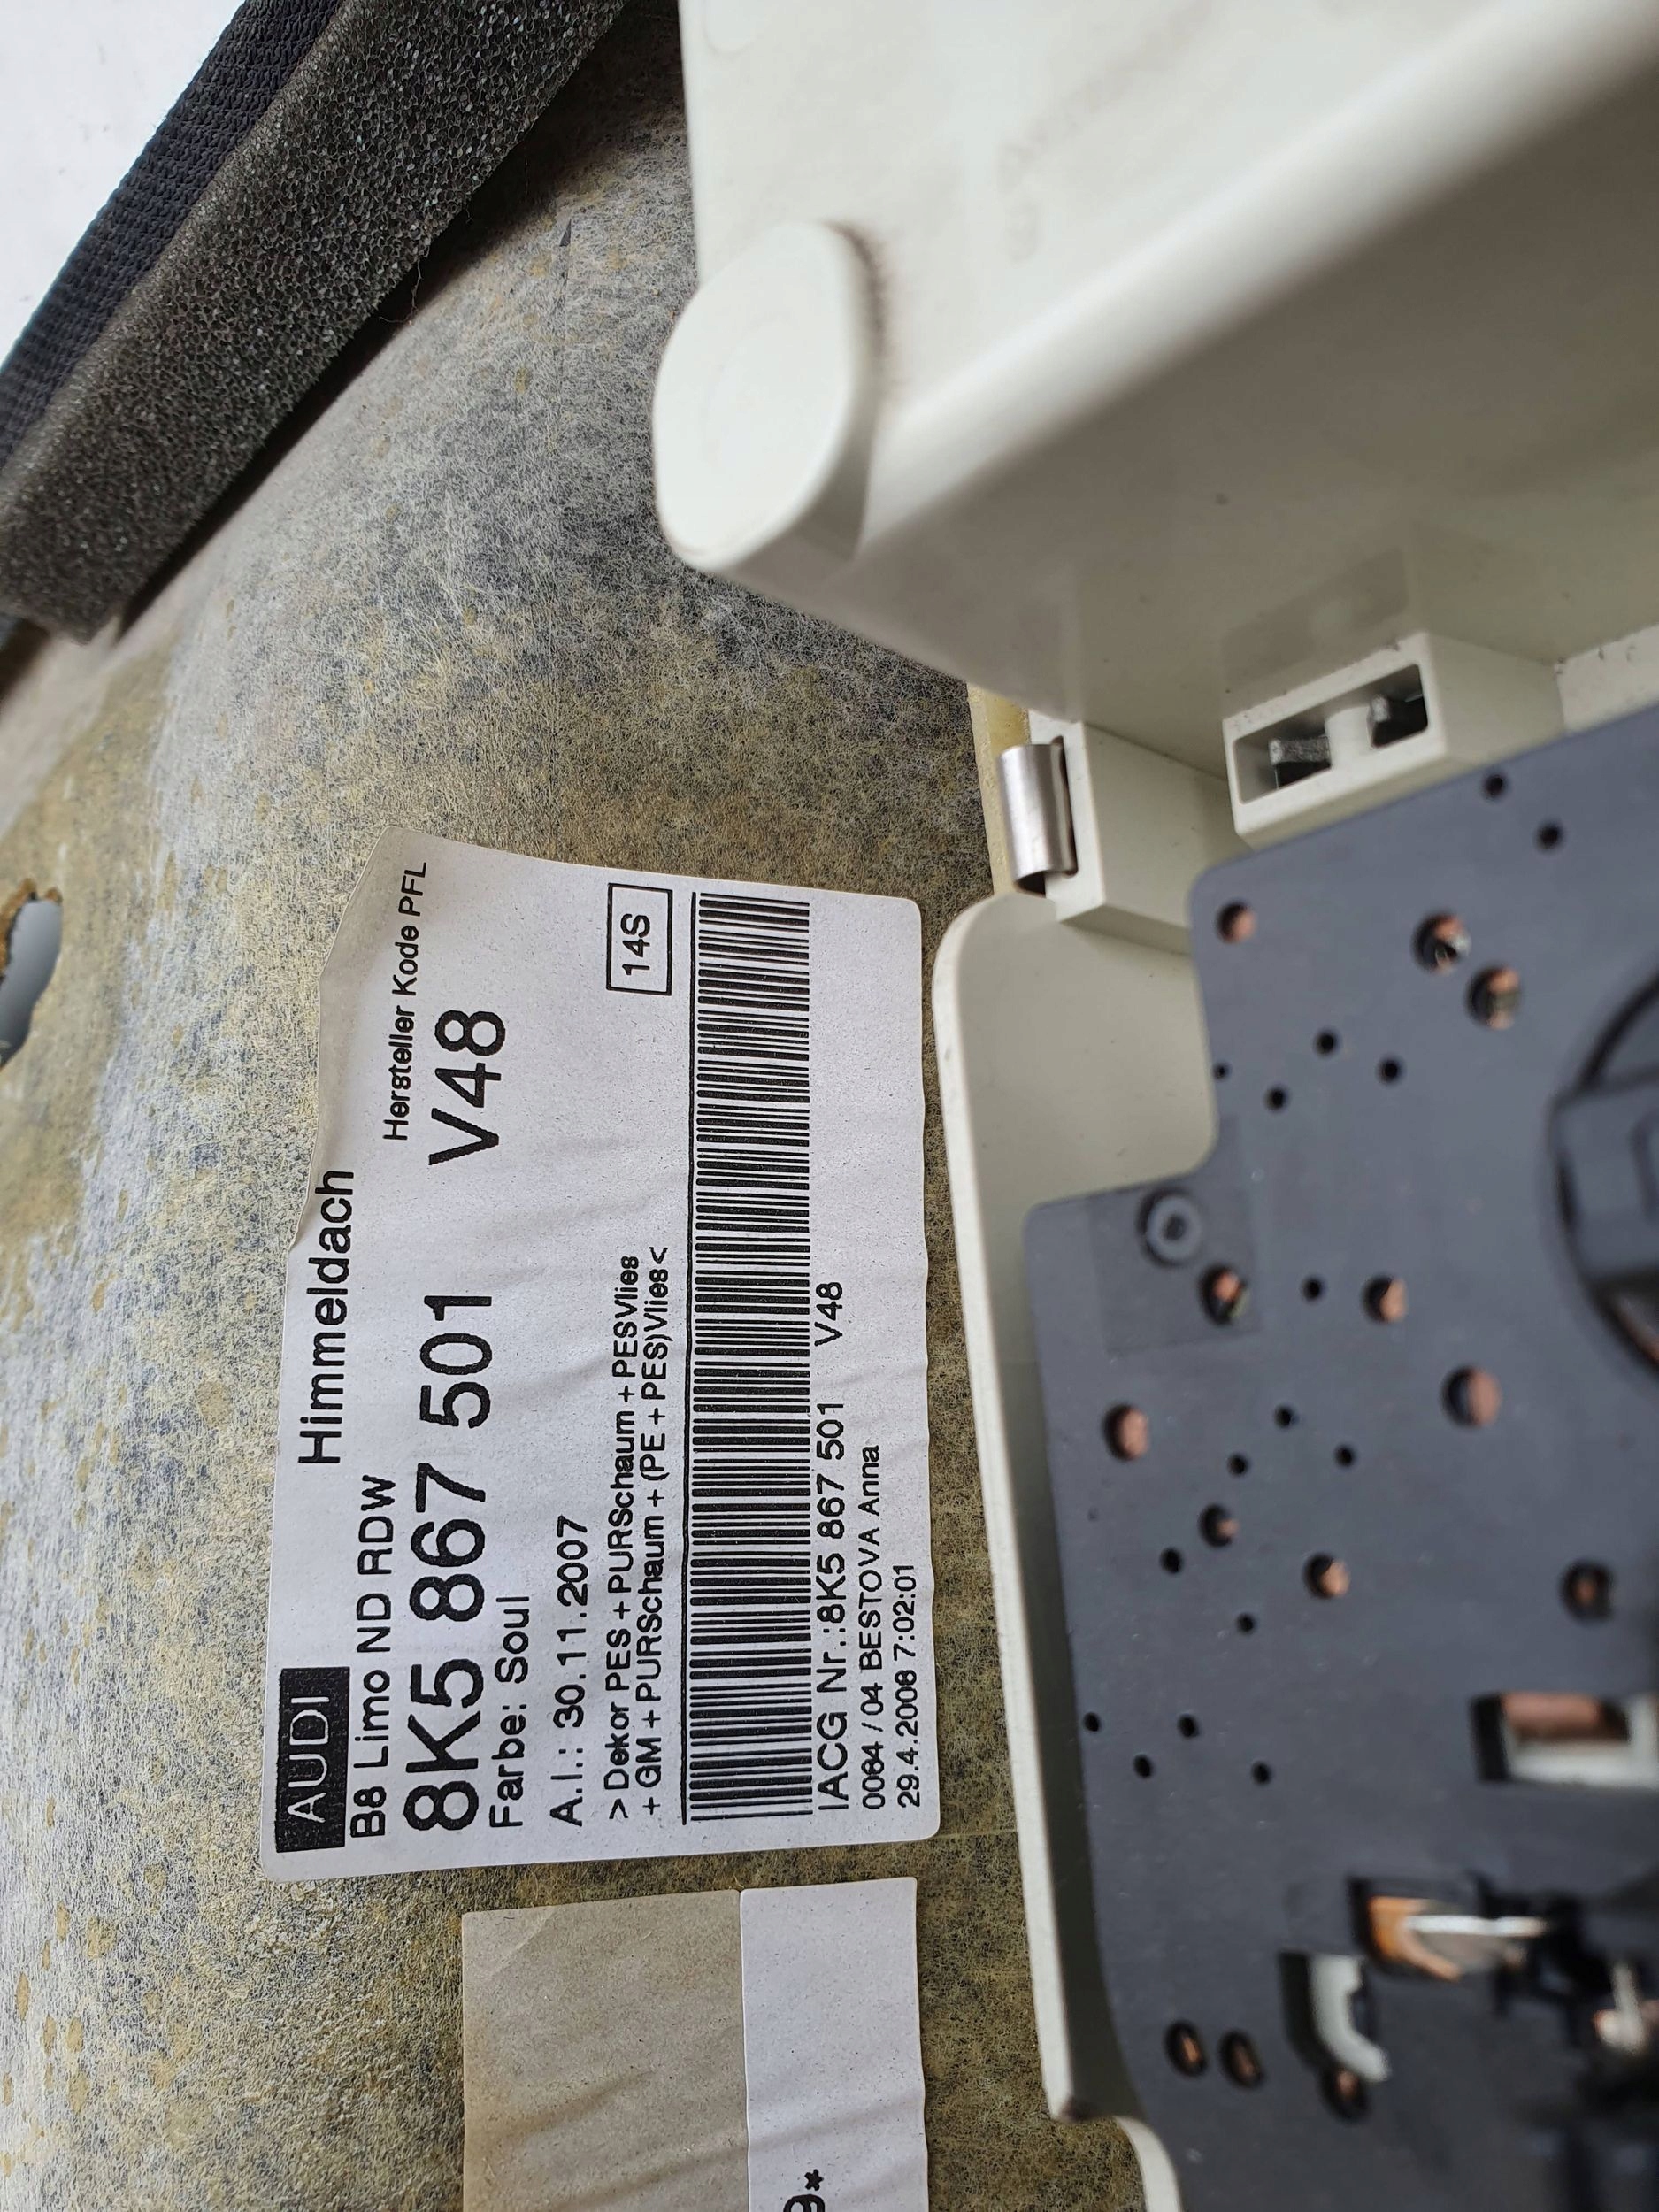 AUDI Himmeldach
B8 Limo ND RDW Hersteller Kode PFL
8K5 867 501 V48
Farbe: Soul
A.I.: 30.11.2007
> Dekor PES + PURSchaum + PESVlies 14S
+ GM + PURSchaum + (PE + PES)Vlies<
IACG Nr.:8K5 867 501 V48
0084 / 04 BESTOVA Anna
29.4.2008 7:02:01
9*